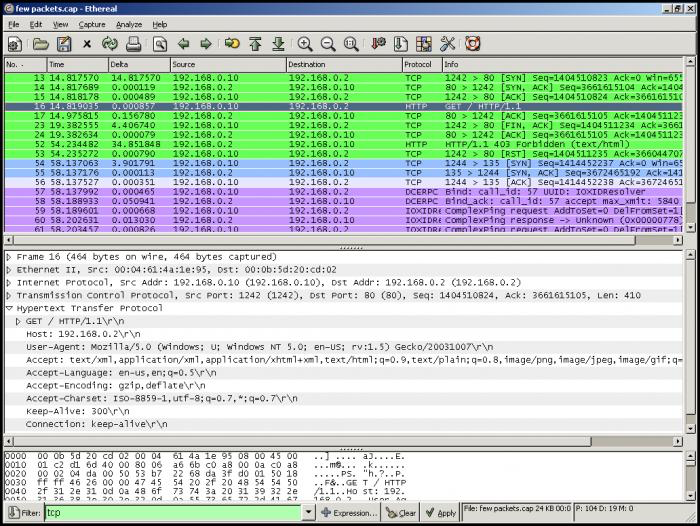 few packets.cap - Ethereal
File Edit View Capture Analyze Help
No. - Time Delta Source Destination Protocol Info
13 14.817570 14.817570 192.168.0.10 192.168.0.2 TCP 1242 > 80 [SYN] Seq=1404510823 Ack=0 Win=655
14 14.817689 0.000119 192.168.0.2 192.168.0.10 TCP 80 > 1242 [SYN, ACK] Seq=3661615104 Ack=1404
15 14.818178 0.000489 192.168.0.10 192.168.0.2 TCP 1242 > 80 [ACK] Seq=1404510824 Ack=3661615105
16 14.819035 0.000857 192.168.0.10 192.168.0.2 HTTP GET / HTTP/1.1
17 14.975815 0.156780 192.168.0.2 192.168.0.10 TCP 80 > 1242 [ACK] Seq=3661615105 Ack=140451123
23 19.382555 4.406740 192.168.0.10 192.168.0.2 TCP 1242 > 80 [FIN, ACK] Seq=1404511234 Ack=3661
24 19.382634 0.000079 192.168.0.2 192.168.0.10 TCP 80 > 1242 [ACK] Seq=3661615105 Ack=140451123
52 54.234482 34.851848 192.168.0.2 192.168.0.10 HTTP HTTP/1.1 403 Forbidden (text/html)
53 54.235272 0.000790 192.168.0.10 192.168.0.2 TCP 1242 > 80 [RST] Seq=1404511235 Ack=366044707
54 58.137063 3.901791 192.168.0.10 192.168.0.2 TCP 1244 > 135 [SYN] Seq=1414452237 Ack=0 Win=65
55 58.137176 0.000113 192.168.0.2 192.168.0.10 TCP 135 > 1244 [SYN, ACK] Seq=3672465192 Ack=141
56 58.137527 0.000351 192.168.0.10 192.168.0.2 TCP 1244 > 135 [ACK] Seq=1414452238 Ack=36724651
57 58.137992 0.000465 192.168.0.10 192.168.0.2 DCERPC Bind: call_id: 57 UUID: IOXIDResolver
58 58.188933 0.050941 192.168.0.2 192.168.0.10 DCERPC Bind_ack: call_id: 57 accept max_xmit: 5840
59 58.189601 0.000668 192.168.0.10 192.168.0.2 IOXIDRe ComplexPing request AddToSet=0 DelFromSet=1[
60 58.202631 0.013030 192.168.0.2 192.168.0.10 IOXIDRe ComplexPing response -> Unknown (0x00000778)
61 58.203457 0.000826 192.168.0.10 192.168.0.2 IOXIDRe ComplexPing request AddToSet=0 DelFromSet=1[
Frame 16 (464 bytes on wire, 464 bytes captured)
Ethernet II, Src: 00:04:61:4a:1e:95, Dst: 00:0b:5d:20:cd:02
Internet Protocol, Src Addr: 192.168.0.10 (192.168.0.10), Dst Addr: 192.168.0.2 (192.168.0.2)
Transmission Control Protocol, Src Port: 1242 (1242), Dst Port: 80 (80), Seq: 1404510824, Ack: 3661615105, Len: 410
Hypertext Transfer Protocol
GET / HTTP/1.1\r\n
Host: 192.168.0.2\r\n
User-Agent: Mozilla/5.0 (Windows; U; Windows NT 5.0; en-US; rv:1.5) Gecko/20031007\r\n
Accept: text/xml,application/xml,application/xhtml+xml,text/html;q=0.9,text/plain;q=0.8,image/png,image/jpeg,image/gif;q=
Accept-Language: en-us,en;q=0.5\r\n
Accept-Encoding: gzip,deflate\r\n
Accept-Charset: ISO-8859-1,utf-8;q=0.7,*;q=0.7\r\n
Keep-Alive: 300\r\n
Connection: keep-alive\r\n
0000 00 0b 5d 20 cd 02 00 04 61 4a 1e 95 08 00 45 00 ..] .... aJ....E.
0010 01 c2 d1 6d 40 00 80 06 a6 6b c0 a8 00 0a c0 a8 ...m@... .k......
0020 00 02 04 da 00 50 53 b7 22 68 da 3f d0 01 50 18 .....PS. "h.?..P.
0030 ff ff 46 26 00 00 47 45 54 20 2f 20 48 54 54 50 ..F&..GE T / HTTP
0040 2f 31 2e 31 0d 0a 48 6f 73 74 3a 20 31 39 32 2e /1.1..Ho st: 192.
Filter: tcp Expression... Clear Apply File: few packets.cap 24 KB 00:0 P: 104 D: 19 M: 0